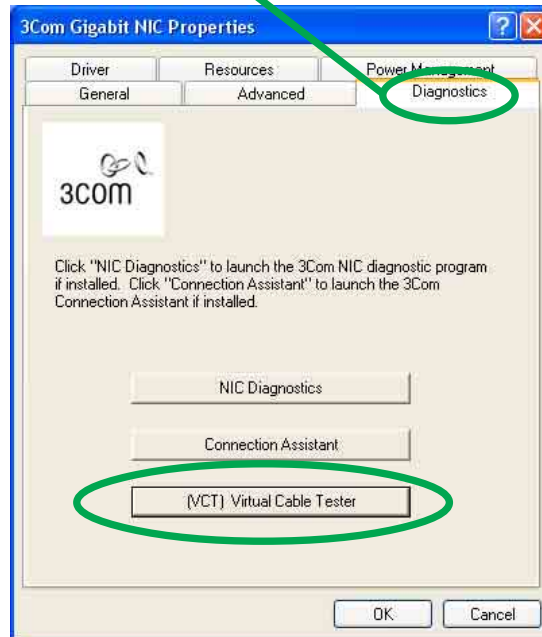 3Com Gigabit NIC Properties
Driver Resources Power Management
General Advanced Diagnostics
3com
Click "NIC Diagnostics" to launch the 3Com NIC diagnostic program
if installed. Click "Connection Assistant" to launch the 3Com
Connection Assistant if installed.
NIC Diagnostics
Connection Assistant
(VCT) Virtual Cable Tester
OK Cancel